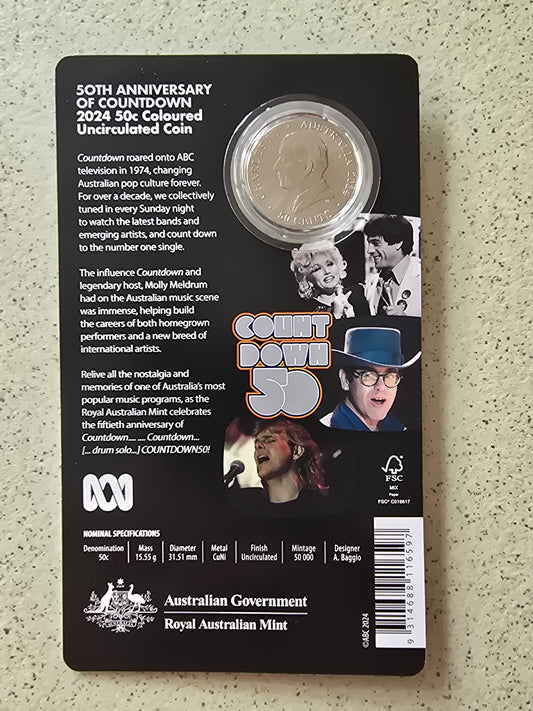 50TH ANNIVERSARY
OF COUNTDOWN
2024 50c Coloured
Uncirculated Coin
Countdown roared onto ABC
television in 1974, changing
Australian pop culture forever.
For over a decade, we collectively
tuned in every Sunday night
to watch the latest bands and
emerging artists, and count down
to the number one single.
The influence Countdown and
legendary host, Molly Meldrum
had on the Australian music scene
was immense, helping build
the careers of both homegrown
performers and a new breed of
international artists.
Relive all the nostalgia and
memories of one of Australia's most
popular music programs, as the
Royal Australian Mint celebrates
the fiftieth anniversary of
Countdown.... .... Countdown...
[... drum solo...] COUNTDOWN50!
AUSTRALIA
50 CENTS
COUNT
DOWN
50
FSC
MIX
Paper
FSC® C019817
NOMINAL SPECIFICATIONS
Denomination Mass Diameter Metal Finish Mintage Designer
50c 15.55 g 31.51 mm CuNi Uncirculated 50 000 A. Baggio
Australian Government
Royal Australian Mint
©ABC 2024
9 314688 116597